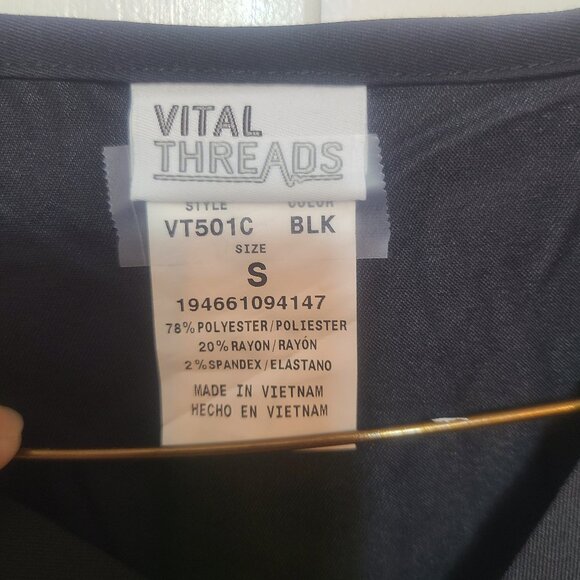 VITAL
THREADS
STYLE COLOR
VT501C BLK
SIZE
S
194661094147
78% POLYESTER/POLIESTER
20% RAYON/RAYÓN
2% SPANDEX/ELASTANO
MADE IN VIETNAM
HECHO EN VIETNAM